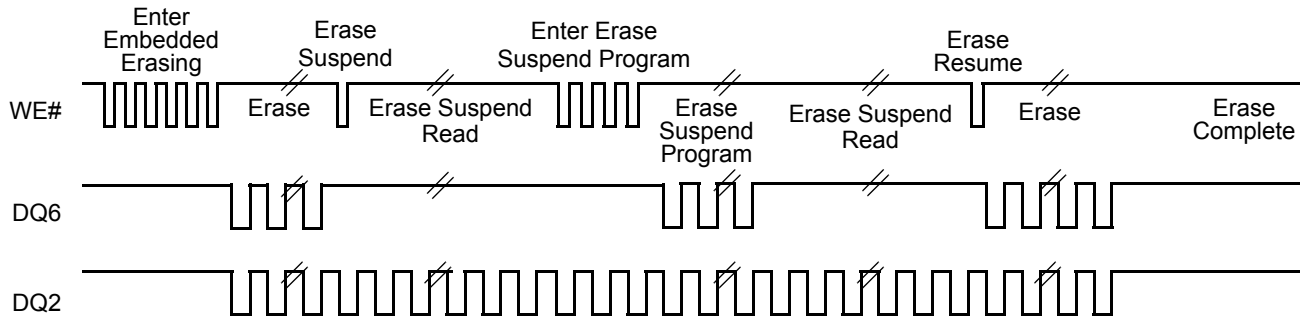 Enter
Embedded
Erasing
Erase
Suspend
Enter Erase
Suspend Program
Erase
Resume
WE#
Erase
Erase Suspend
Read
Erase
Suspend
Program
Erase Suspend
Read
Erase
Erase
Complete
DQ6
DQ2